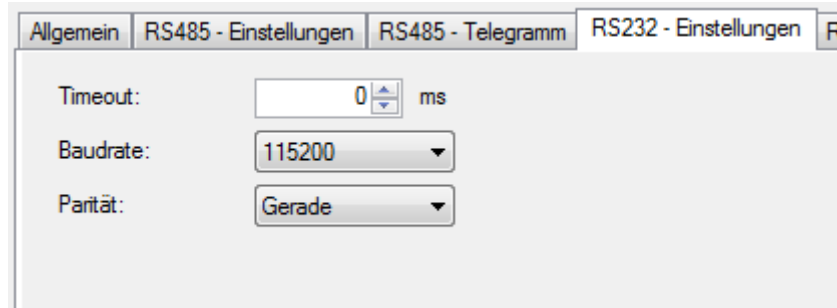 Allgemein RS485 - Einstellungen RS485 - Telegramm RS232 - Einstellungen
Timeout: 0 ms
Baudrate: 115200
Parität: Gerade